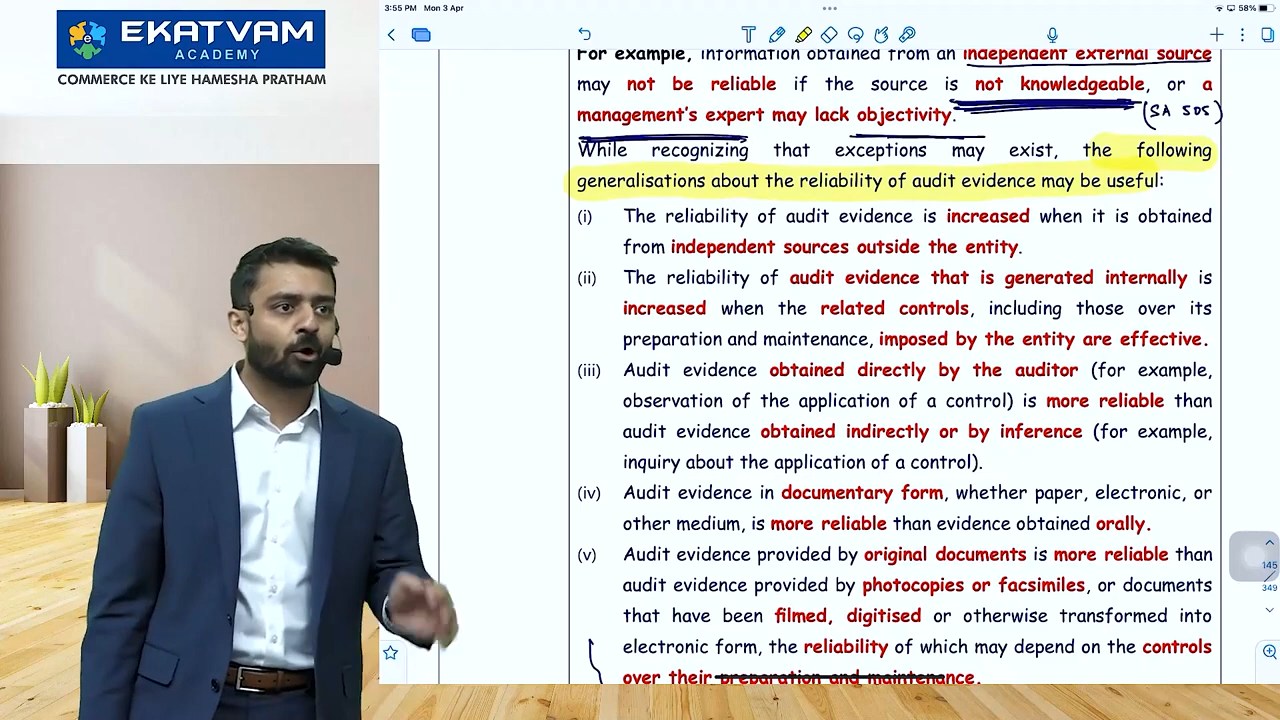 EKATVAM
ACADEMY
COMMERCE KE LIYE HAMESHA PRATHAM
3:55 PM Mon 3 Apr
58%
For example, information obtained from an independent external source
may not be reliable if the source is not knowledgeable, or a
management's expert may lack objectivity. (SA 505)
While recognizing that exceptions may exist, the following
generalisations about the reliability of audit evidence may be useful:
(i) The reliability of audit evidence is increased when it is obtained
from independent sources outside the entity.
(ii) The reliability of audit evidence that is generated internally is
increased when the related controls, including those over its
preparation and maintenance, imposed by the entity are effective.
(iii) Audit evidence obtained directly by the auditor (for example,
observation of the application of a control) is more reliable than
audit evidence obtained indirectly or by inference (for example,
inquiry about the application of a control).
(iv) Audit evidence in documentary form, whether paper, electronic, or
other medium, is more reliable than evidence obtained orally.
(v) Audit evidence provided by original documents is more reliable than
audit evidence provided by photocopies or facsimiles, or documents
that have been filmed, digitised or otherwise transformed into
electronic form, the reliability of which may depend on the controls
over their preparation and maintenance.
145
349